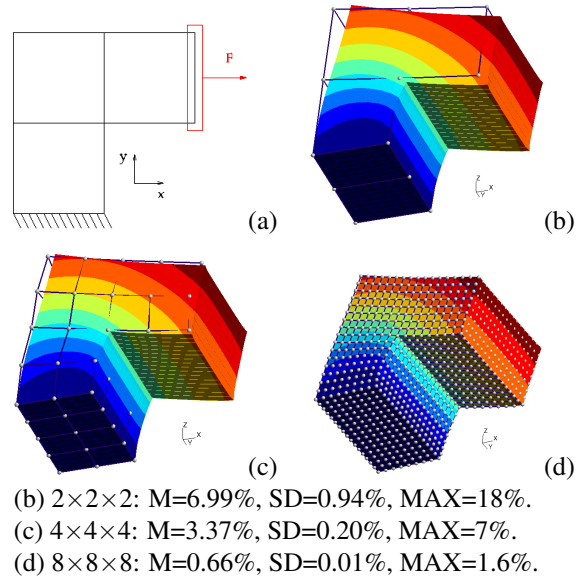 F
y
x
(a)
Z
X
Y
(b)
Z
X
Y
(c)
Z
X
Y
(d)
(b) 2×2×2: M=6.99%, SD=0.94%, MAX=18%.
(c) 4×4×4: M=3.37%, SD=0.20%, MAX=7%.
(d) 8×8×8: M=0.66%, SD=0.01%, MAX=1.6%.